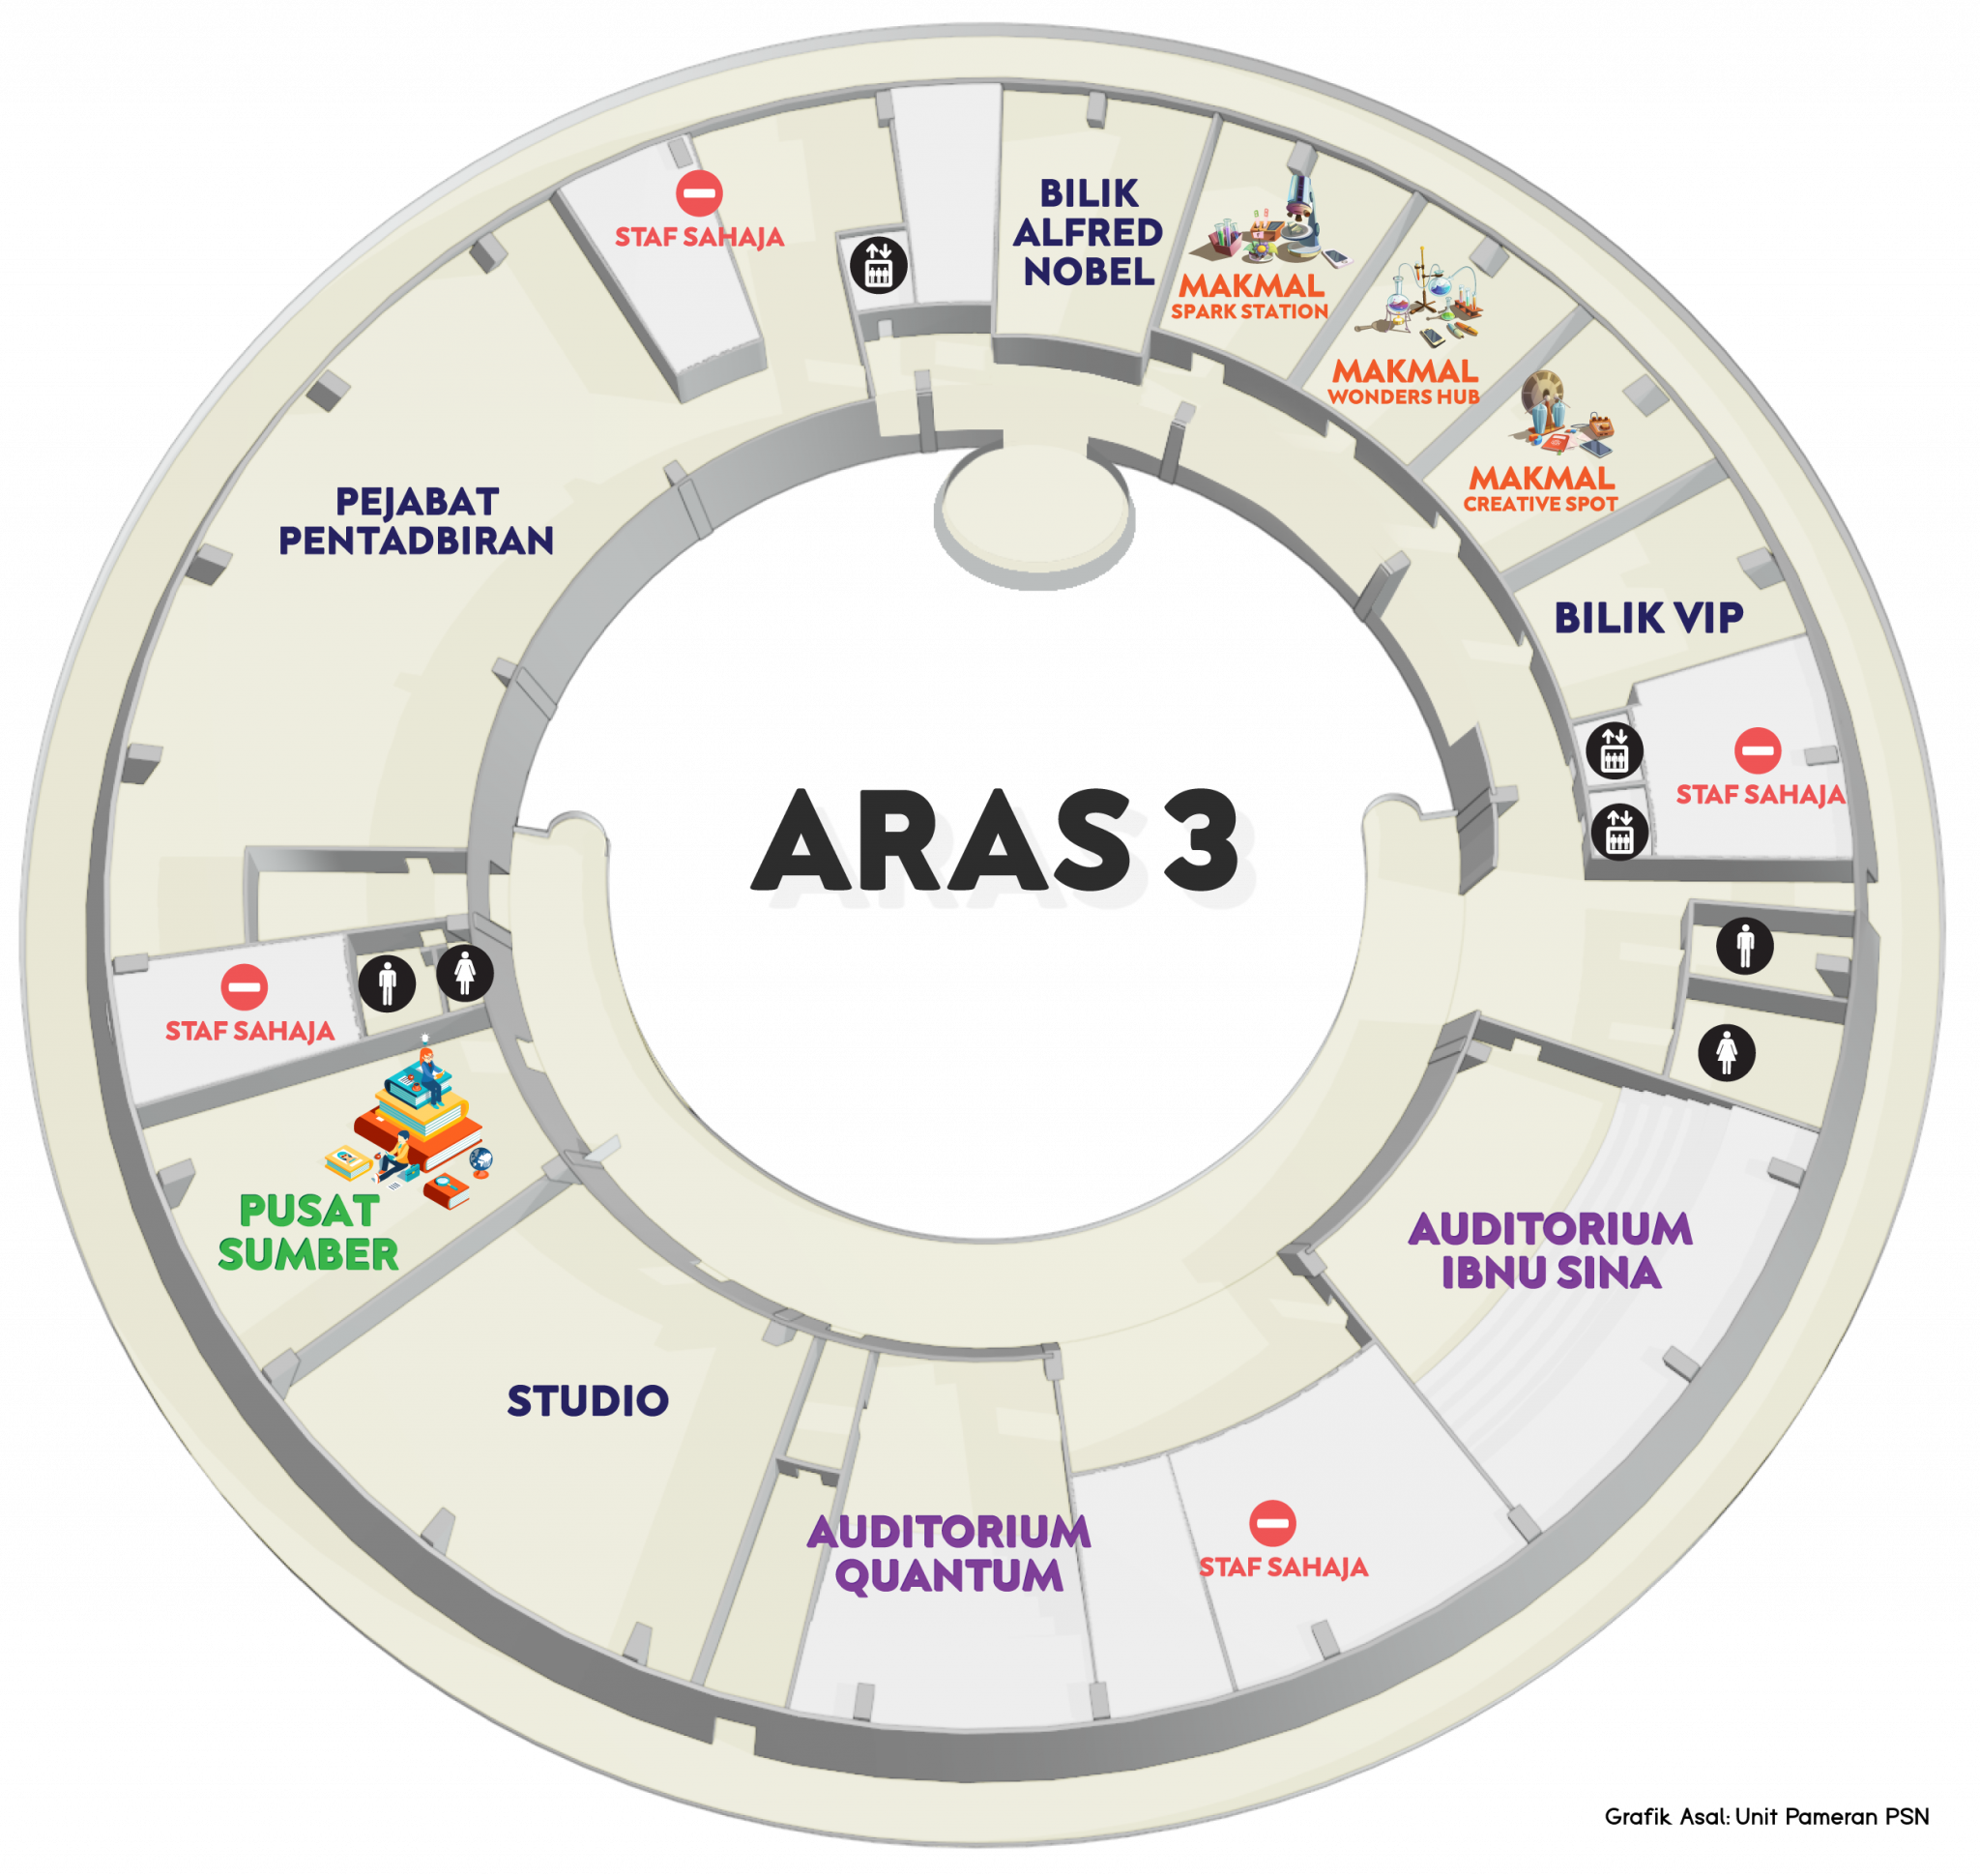 STAF SAHAJA
BILIK
ALFRED
NOBEL
MAKMAL
SPARK STATION
MAKMAL
WONDERS HUB
MAKMAL
CREATIVE SPOT
PEJABAT
PENTADBIRAN
BILIK VIP
STAF SAHAJA
ARAS 3
STAF SAHAJA
PUSAT
SUMBER
AUDITORIUM
IBNU SINA
STUDIO
AUDITORIUM
QUANTUM
STAF SAHAJA
Grafik Asal: Unit Pameran PSN